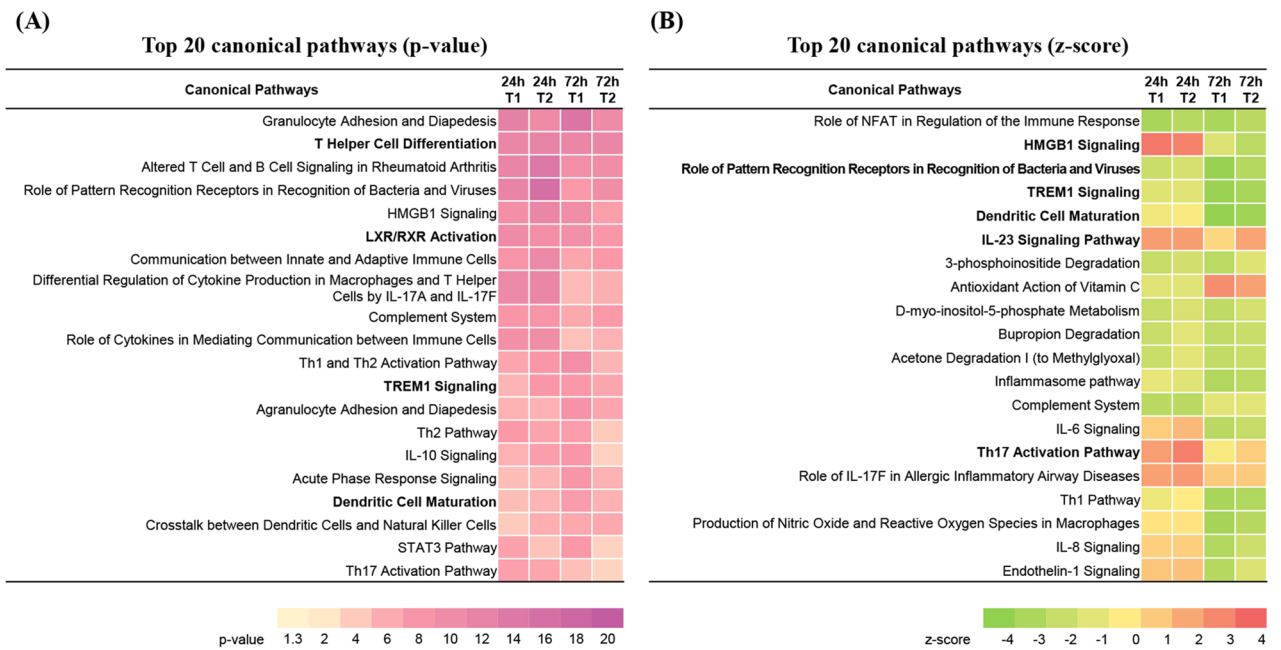 (A)
Top 20 canonical pathways (p-value)
Canonical Pathways 24h T1 24h T2 72h T1 72h T2
Granulocyte Adhesion and Diapedesis
T Helper Cell Differentiation
Altered T Cell and B Cell Signaling in Rheumatoid Arthritis
Role of Pattern Recognition Receptors in Recognition of Bacteria and Viruses
HMGB1 Signaling
LXR/RXR Activation
Communication between Innate and Adaptive Immune Cells
Differential Regulation of Cytokine Production in Macrophages and T Helper
Cells by IL-17A and IL-17F
Complement System
Role of Cytokines in Mediating Communication between Immune Cells
Th1 and Th2 Activation Pathway
TREM1 Signaling
Agranulocyte Adhesion and Diapedesis
Th2 Pathway
IL-10 Signaling
Acute Phase Response Signaling
Dendritic Cell Maturation
Crosstalk between Dendritic Cells and Natural Killer Cells
STAT3 Pathway
Th17 Activation Pathway
p-value 1.3 2 4 6 8 10 12 14 16 18 20
(B)
Top 20 canonical pathways (z-score)
Canonical Pathways 24h T1 24h T2 72h T1 72h T2
Role of NFAT in Regulation of the Immune Response
HMGB1 Signaling
Role of Pattern Recognition Receptors in Recognition of Bacteria and Viruses
TREM1 Signaling
Dendritic Cell Maturation
IL-23 Signaling Pathway
3-phosphoinositide Degradation
Antioxidant Action of Vitamin C
D-myo-inositol-5-phosphate Metabolism
Bupropion Degradation
Acetone Degradation I (to Methylglyoxal)
Inflammasome pathway
Complement System
IL-6 Signaling
Th17 Activation Pathway
Role of IL-17F in Allergic Inflammatory Airway Diseases
Th1 Pathway
Production of Nitric Oxide and Reactive Oxygen Species in Macrophages
IL-8 Signaling
Endothelin-1 Signaling
z-score -4 -3 -2 -1 0 1 2 3 4